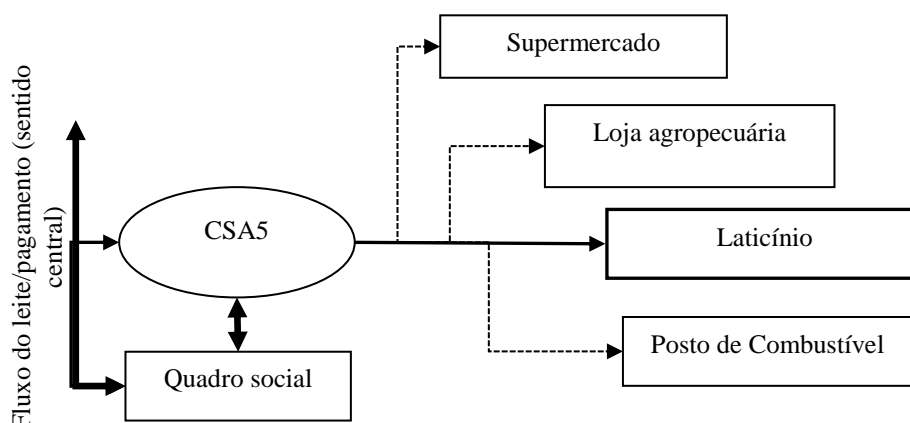 Supermercado
Loja agropecuária
Fluxo do leite/pagamento (sentido
central)
CSA5
Laticínio
Posto de Combustível
Quadro social